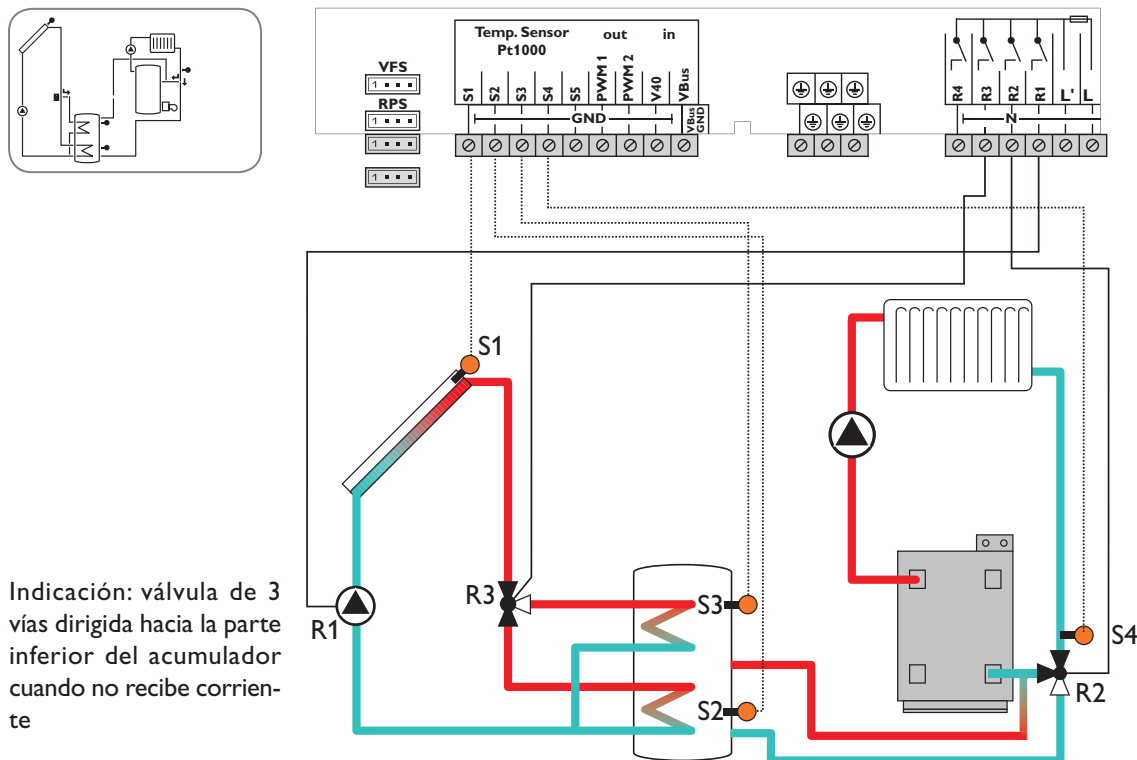 Temp. Sensor
Pt1000
out
in
VFS
1
RPS
1
1
1
S1
S2
S3
S4
S5
PWM 1
PWM 2
V40
VBus
GND
VBus
GND
R4
R3
R2
R1
L'
L
N
S1
R1
R3
S3
S2
S4
R2
Indicación: válvula de 3
vías dirigida hacia la parte
inferior del acumulador
cuando no recibe corrien-
te